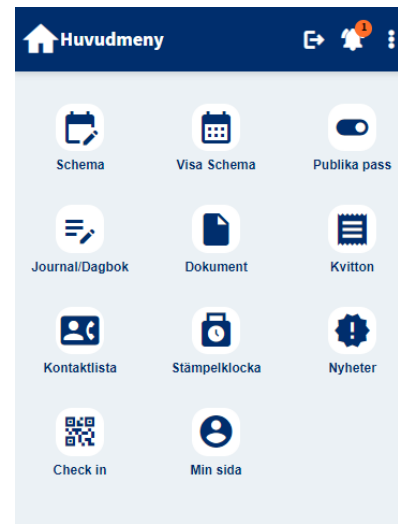 Huvudmeny
1
Schema
Visa Schema
Publika pass
Journal/Dagbok
Dokument
Kvitton
Kontaktlista
Stämpelklocka
Nyheter
Check in
Min sida